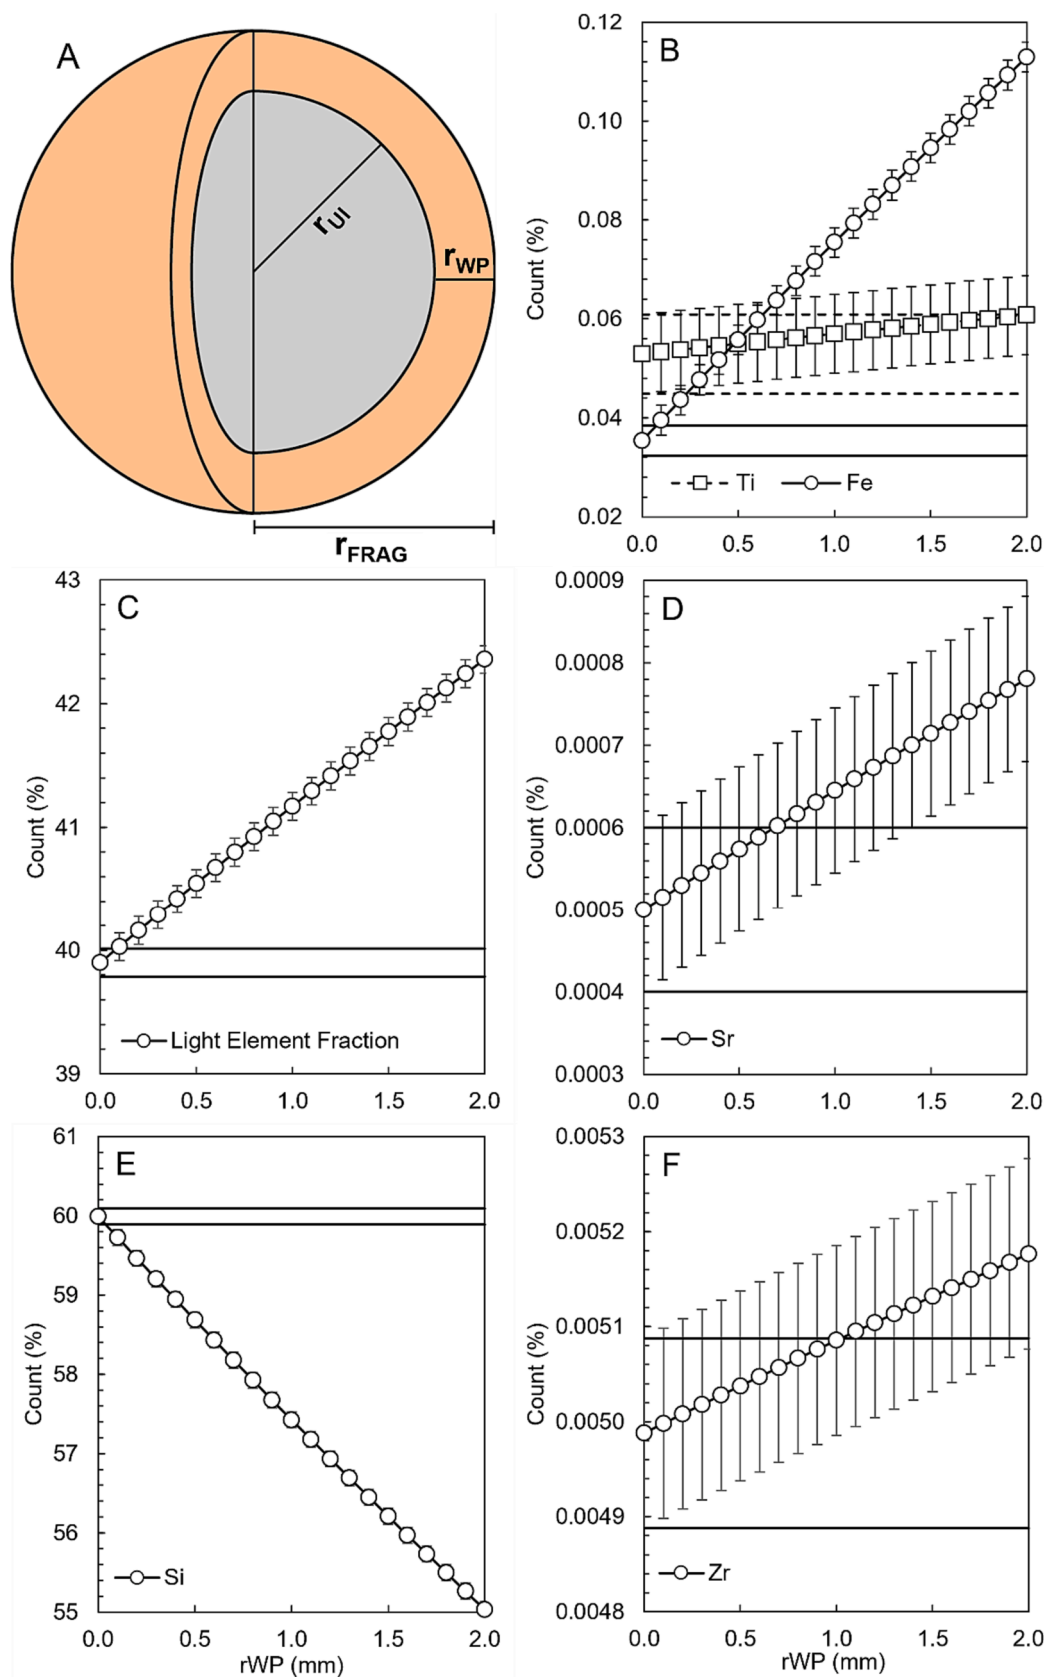 A
r_UI
r_WP
r_FRAG
B
0.12
0.10
0.08
0.06
0.04
0.02
Count (%)
Ti
Fe
0.0
0.5
1.0
1.5
2.0
C
43
42
41
40
39
Count (%)
Light Element Fraction
0.0
0.5
1.0
1.5
2.0
D
0.0009
0.0008
0.0007
0.0006
0.0005
0.0004
0.0003
Count (%)
Sr
0.0
0.5
1.0
1.5
2.0
E
61
60
59
58
57
56
55
Count (%)
Si
0.0
0.5
1.0
1.5
2.0
rWP (mm)
F
0.0053
0.0052
0.0051
0.0050
0.0049
0.0048
Count (%)
Zr
0.0
0.5
1.0
1.5
2.0
rWP (mm)